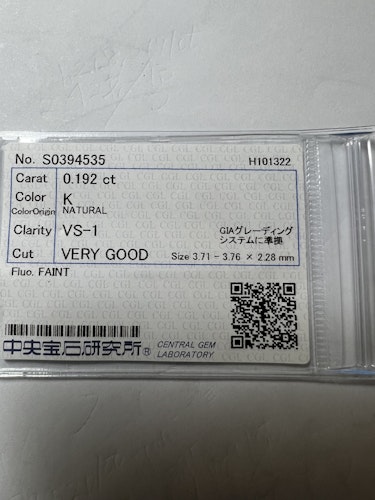 No. S0394535 HI01322
Carat 0.192 ct
Color K
ColorOrigin NATURAL
Clarity VS-1 GIAグレーディング
システムに準拠
Cut VERY GOOD Size 3.71 - 3.76 × 2.28 mm
Fluo. FAINT
中央宝石研究所® CENTRAL GEM
LABORATORY